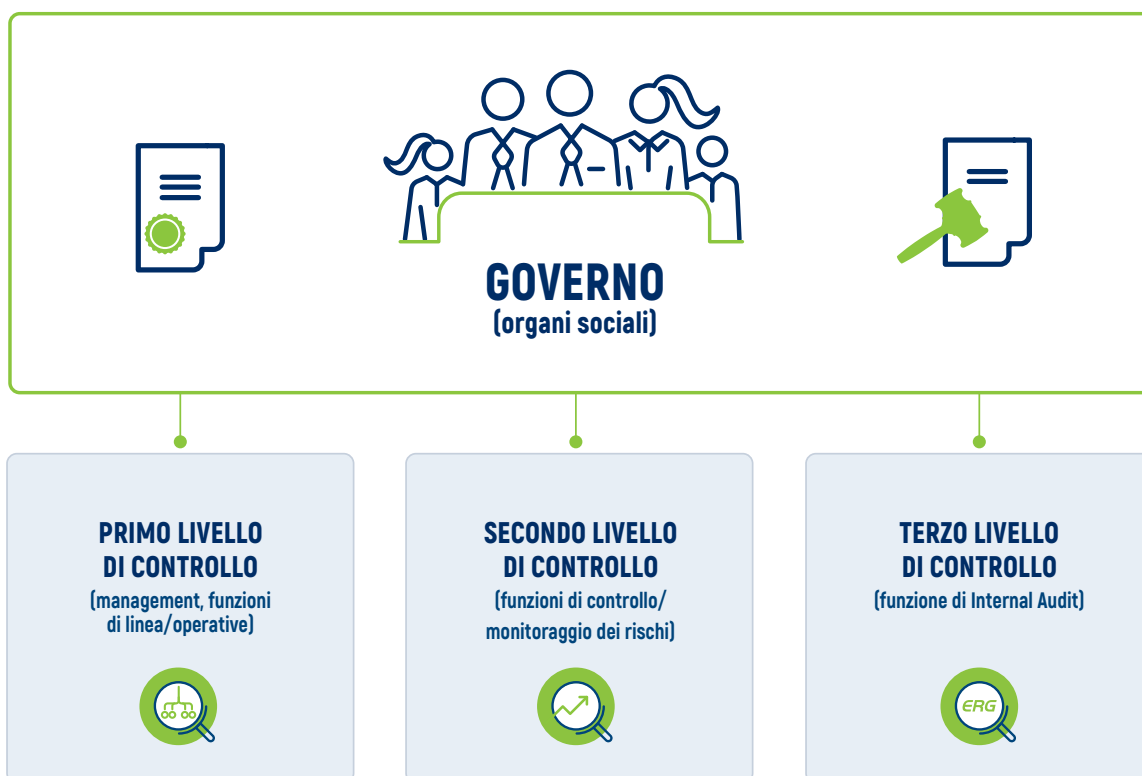 GOVERNO
(organi sociali)
PRIMO LIVELLO
DI CONTROLLO
(management, funzioni
di linea/operative)
SECONDO LIVELLO
DI CONTROLLO
(funzioni di controllo/
monitoraggio dei rischi)
TERZO LIVELLO
DI CONTROLLO
(funzione di Internal Audit)
ERG